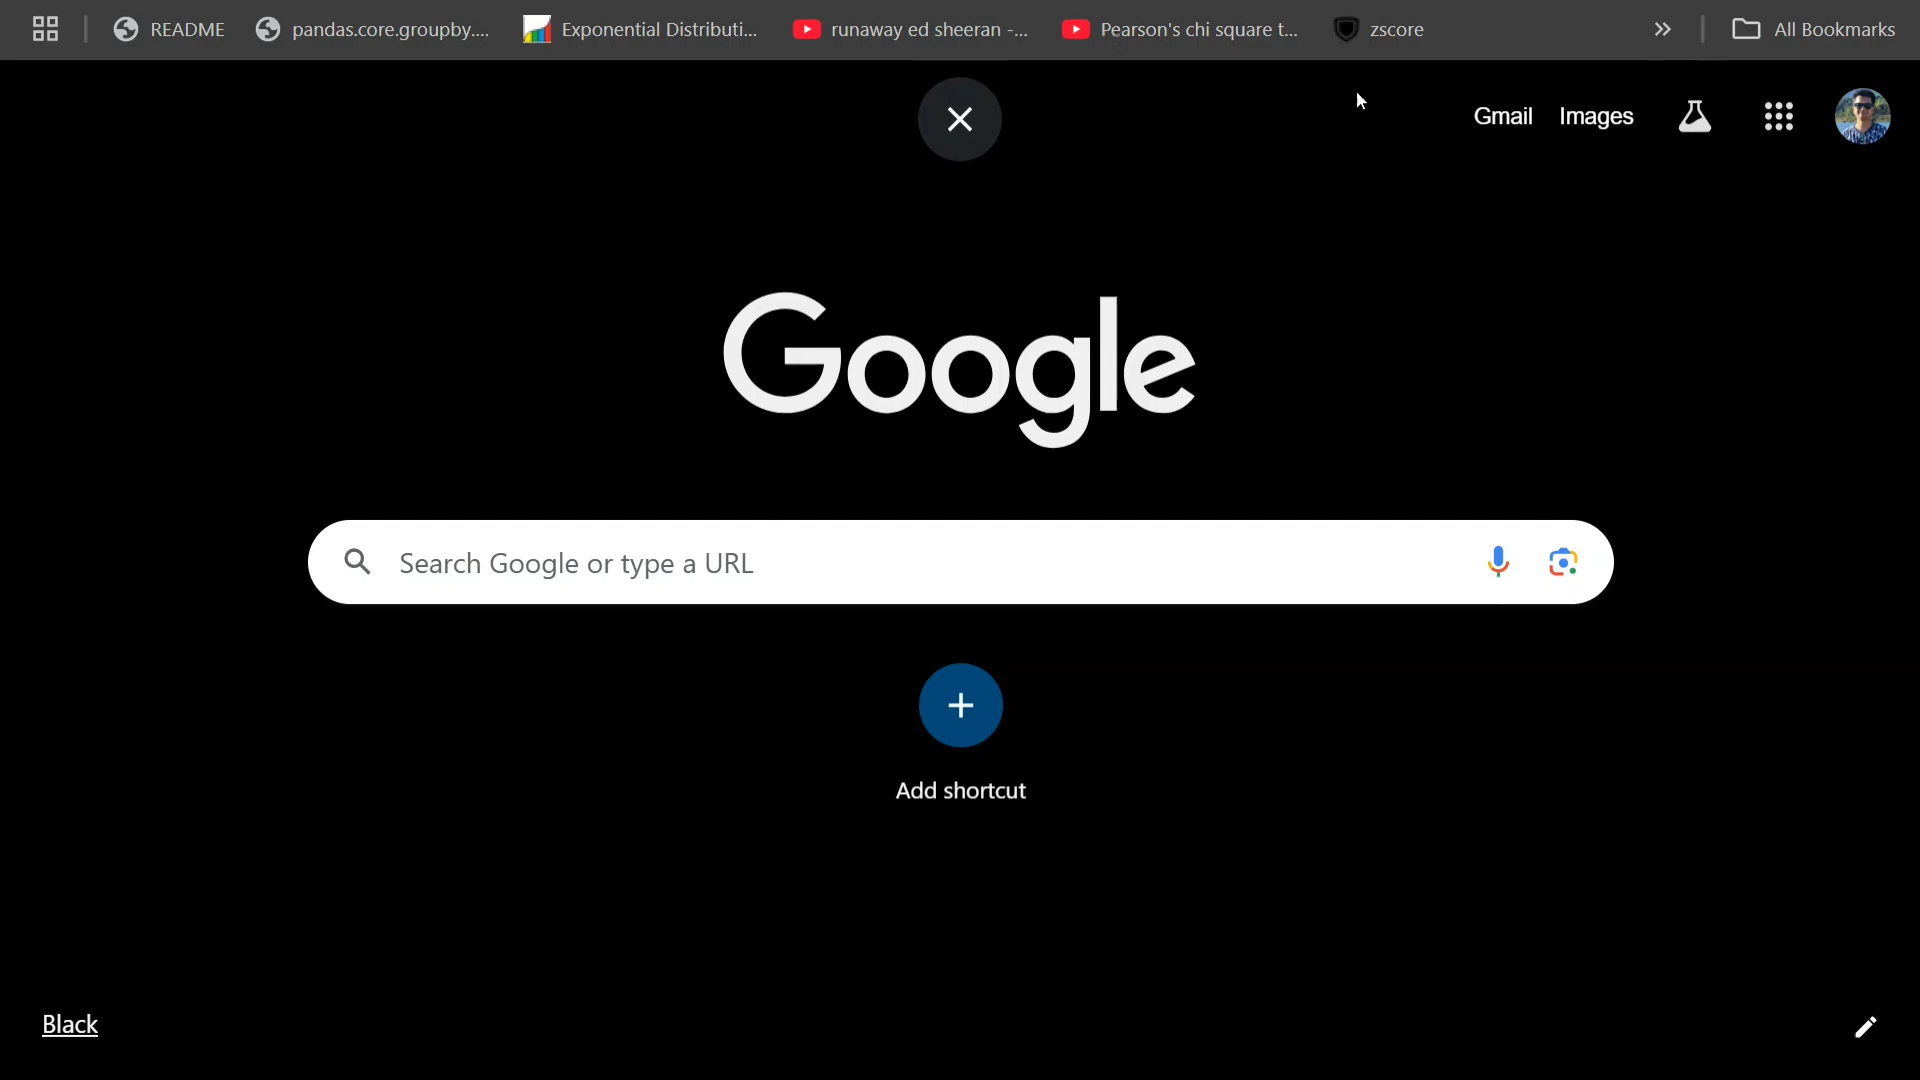 README pandas.core.groupby.... Exponential Distributi... runaway ed sheeran -... Pearson's chi square t... zscore All Bookmarks
Gmail Images
Google
Search Google or type a URL
Add shortcut
Black